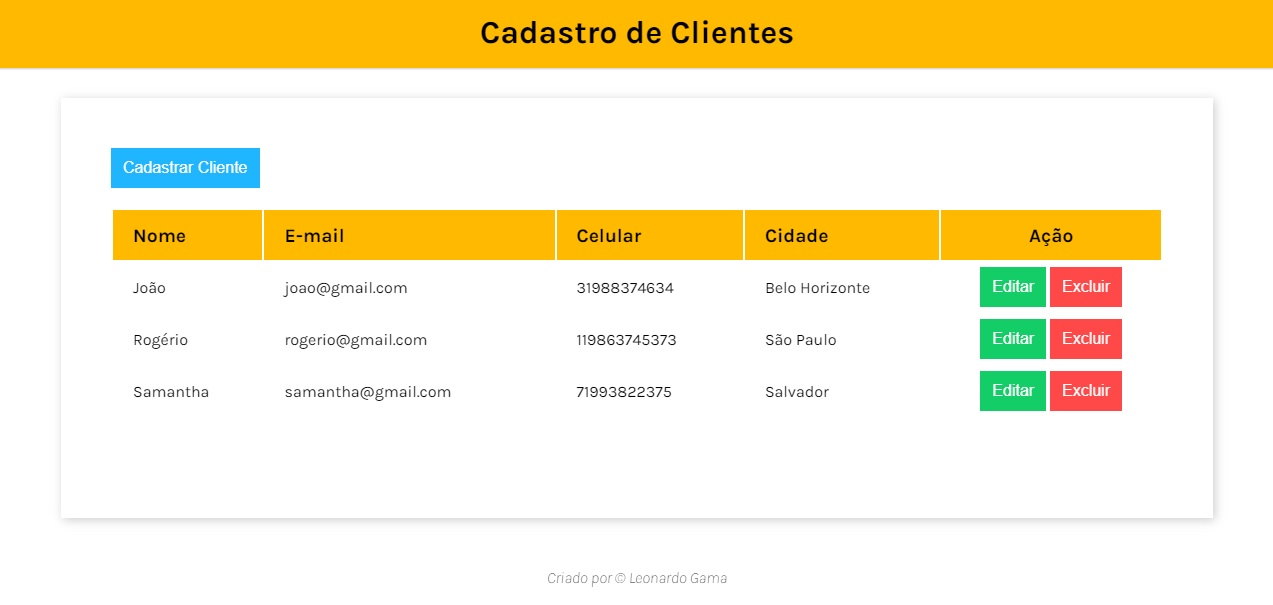 Cadastro de Clientes
Cadastrar Cliente
Nome E-mail Celular Cidade Ação
João joao@gmail.com 31988374634 Belo Horizonte Editar Excluir
Rogério rogerio@gmail.com 119863745373 São Paulo Editar Excluir
Samantha samantha@gmail.com 71993822375 Salvador Editar Excluir
Criado por © Leonardo Gama